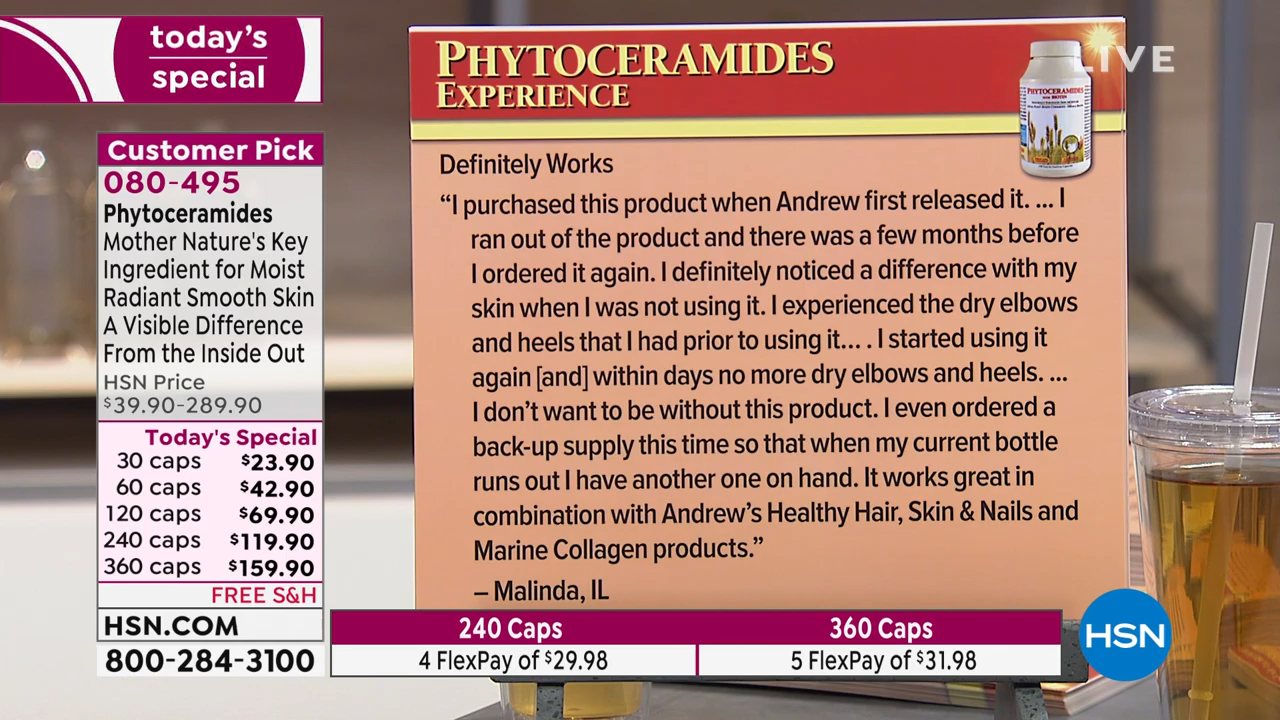 today's
special
Customer Pick
080-495
Phytoceramides
Mother Nature's Key
Ingredient for Moist
Radiant Smooth Skin
A Visible Difference
From the Inside Out
HSN Price
$39.90-289.90
Today's Special
30 caps $23.90
60 caps $42.90
120 caps $69.90
240 caps $119.90
360 caps $159.90
FREE S&H
HSN.COM
800-284-3100
PHYTOCERAMIDES
EXPERIENCE
LIVE
PHYTOCERAMIDES
WITH BIOTIN
Definitely Works
“I purchased this product when Andrew first released it. ... I
ran out of the product and there was a few months before
I ordered it again. I definitely noticed a difference with my
skin when I was not using it. I experienced the dry elbows
and heels that I had prior to using it... . I started using it
again [and] within days no more dry elbows and heels. ...
I don’t want to be without this product. I even ordered a
back-up supply this time so that when my current bottle
runs out I have another one on hand. It works great in
combination with Andrew’s Healthy Hair, Skin & Nails and
Marine Collagen products.”
– Malinda, IL
240 Caps 360 Caps
4 FlexPay of $29.98 5 FlexPay of $31.98
HSN